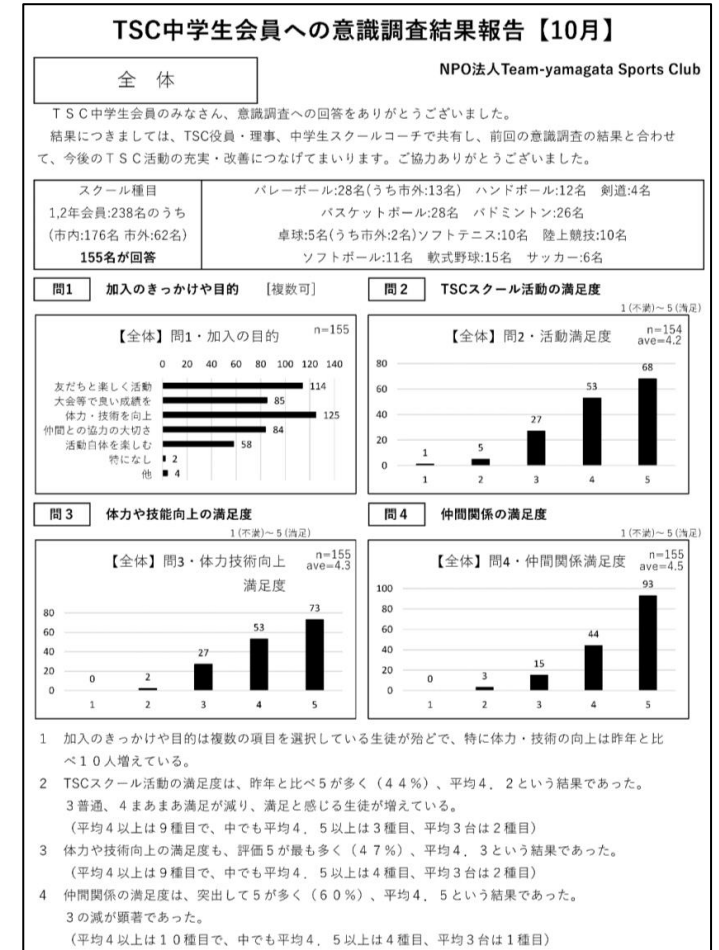 TSC中学生会員への意識調査結果報告【10月】
NPO法人Team-yamagata Sports Club
全 体
TSC中学生会員のみなさん、意識調査への回答をありがとうございました。
結果につきましては、TSC役員・理事、中学生スクールコーチで共有し、前回の意識調査の結果と合わせ
て、今後のTSC活動の充実・改善につなげてまいります。ご協力ありがとうございました。
スクール種目
1,2年会員:238名のうち
(市内:176名 市外:62名)
155名が回答
バレーボール:28名(うち市外:13名) ハンドボール:12名 剣道:4名
バスケットボール:28名 バドミントン:26名
卓球:5名(うち市外:2名)ソフトテニス:10名 陸上競技:10名
ソフトボール:11名 軟式野球:15名 サッカー:6名
問1 加入のきっかけや目的 [複数可]
【全体】問1・加入の目的 n=155
0 20 40 60 80 100 120 140
友だちと楽しく活動 114
大会等で良い成績を 85
体力・技術を向上 125
仲間との協力の大切さ 84
活動自体を楽しむ 58
特になし 2
他 4
問2 TSCスクール活動の満足度
1(不満)～5(満足)
【全体】問2・活動満足度 n=154
ave=4.2
80
60
40
20
0
1 5 27 53 68
1 2 3 4 5
問3 体力や技能向上の満足度
1(不満)～5(満足)
【全体】問3・体力技術向上
満足度
n=155
ave=4.3
80
60
40
20
0
0 2 27 53 73
1 2 3 4 5
問4 仲間関係の満足度
1(不満)～5(満足)
【全体】問4・仲間関係満足度 n=155
ave=4.5
100
80
60
40
20
0
0 3 15 44 93
1 2 3 4 5
1 加入のきっかけや目的は複数の項目を選択している生徒が殆どで、特に体力・技術の向上は昨年と比
べ10人増えている。
2 TSCスクール活動の満足度は、昨年と比べ5が多く(44%)、平均4．2という結果であった。
3普通、4まあまあ満足が減り、満足と感じる生徒が増えている。
(平均4以上は9種目で、中でも平均4．5以上は3種目、平均3台は2種目)
3 体力や技術向上の満足度も、評価5が最も多く(47%)、平均4．3という結果であった。
(平均4以上は9種目で、中でも平均4．5以上は4種目、平均3台は2種目)
4 仲間関係の満足度は、突出して5が多く(60%)、平均4．5という結果であった。
3の減が顕著であった。
(平均4以上は10種目で、中でも平均4．5以上は4種目、平均3台は1種目)